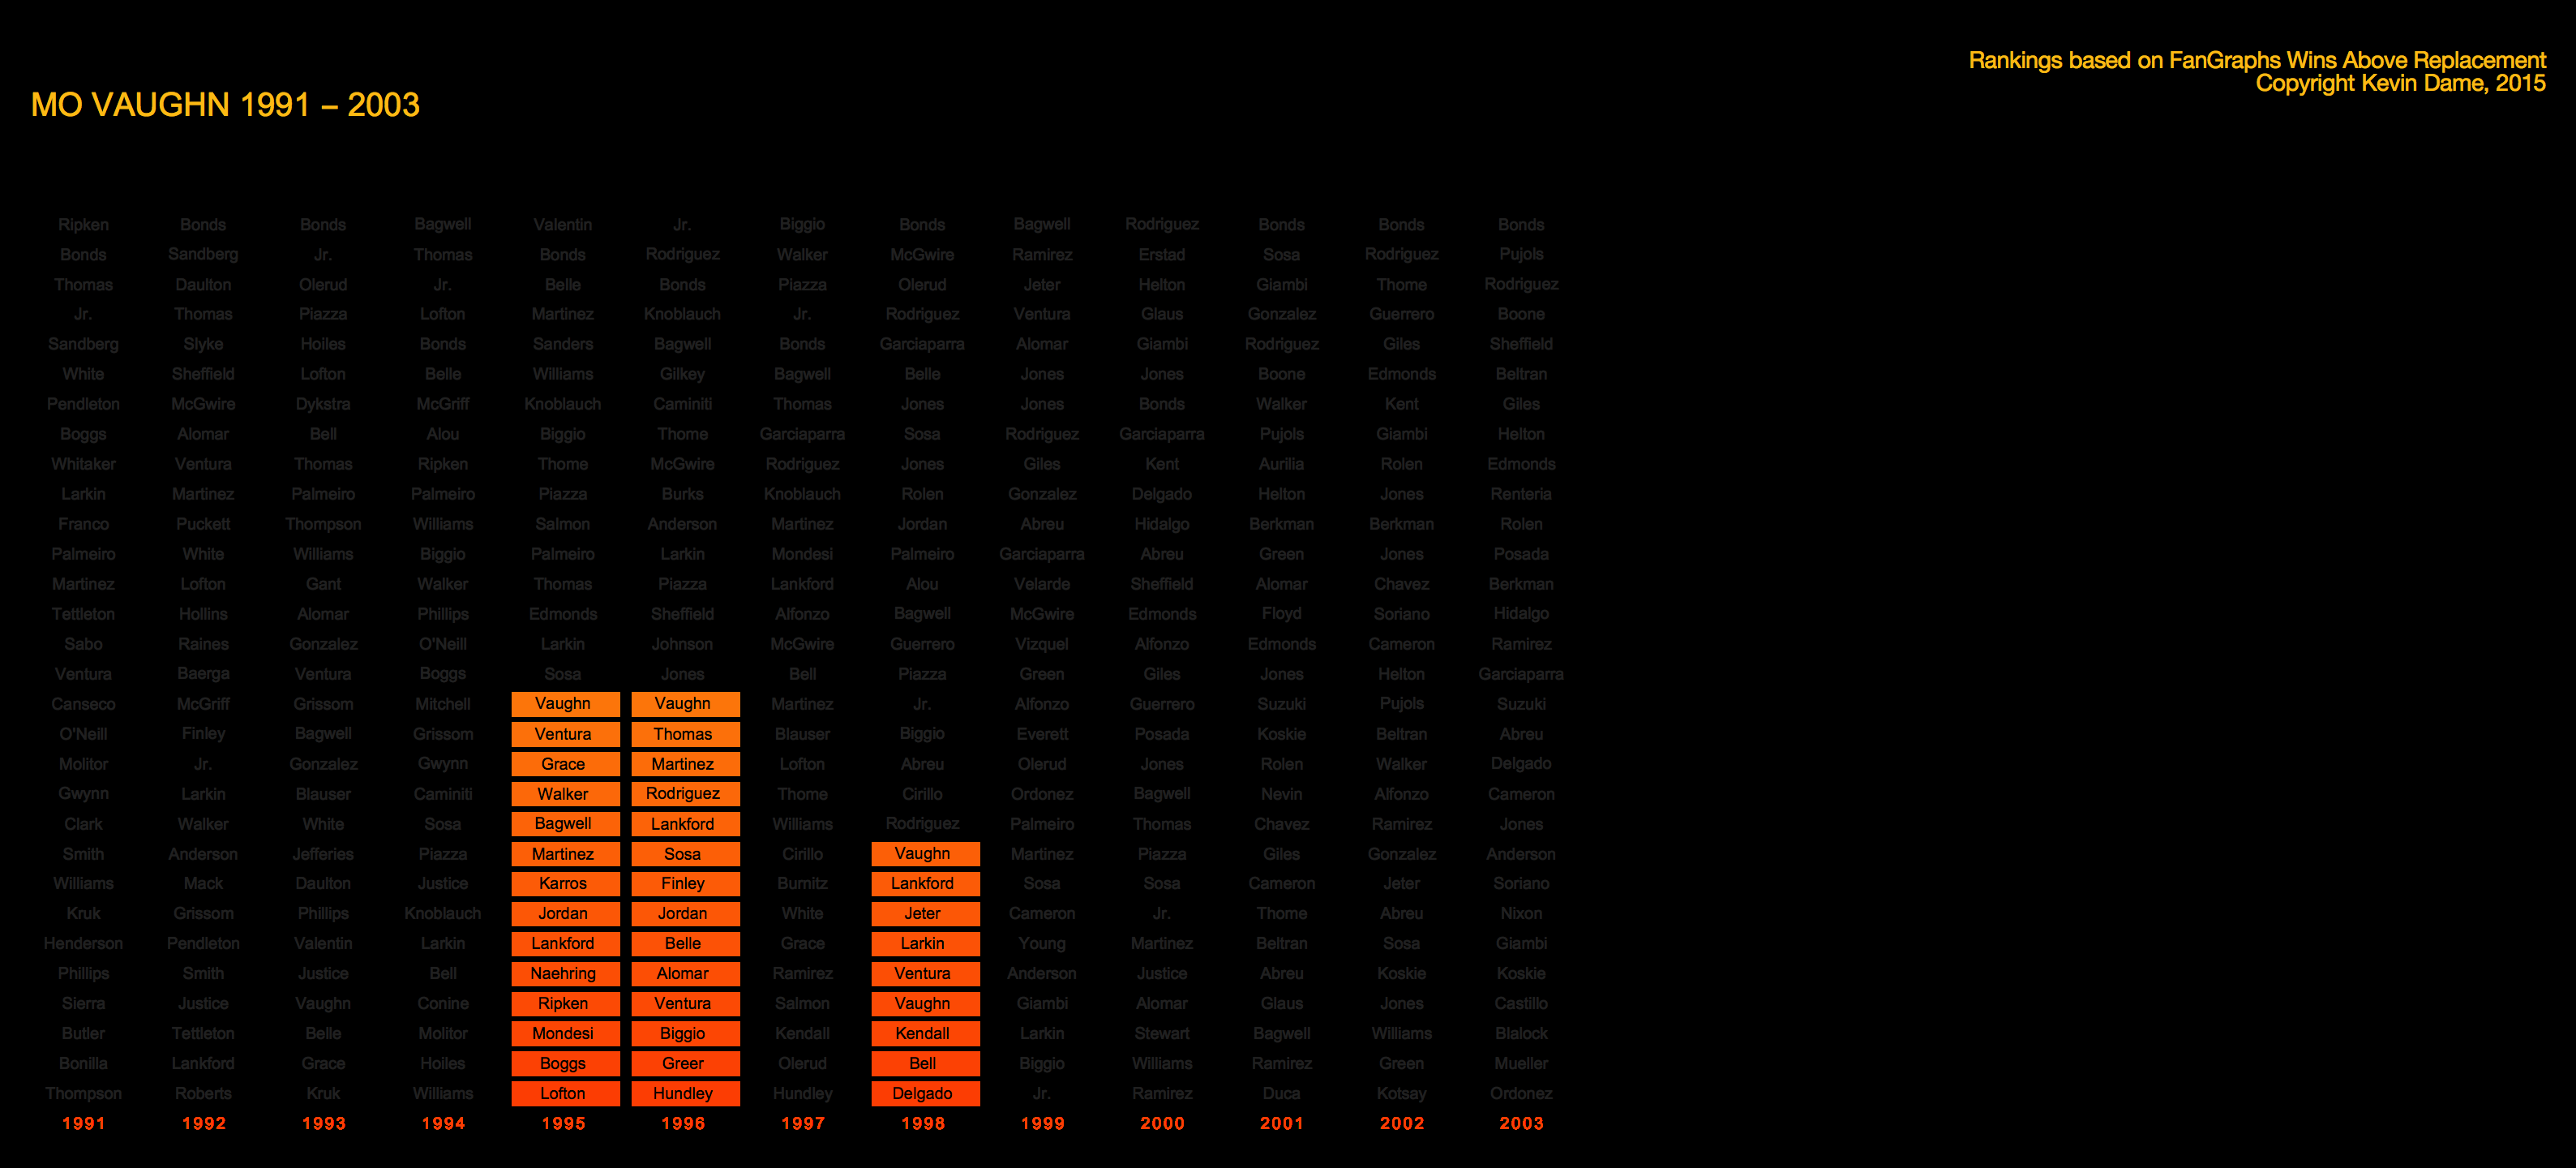 Rankings based on FanGraphs Wins Above Replacement
Copyright Kevin Dame, 2015
MO VAUGHN 1991 – 2003
Ripken Bonds Bonds Bagwell Valentin Jr. Biggio Bonds Bagwell Rodriguez Bonds Bonds Bonds
Bonds Sandberg Jr. Thomas Bonds Rodriguez Walker McGwire Ramirez Erstad Sosa Rodriguez Pujols
Thomas Daulton Olerud Jr. Belle Bonds Piazza Olerud Jeter Helton Giambi Thome Rodriguez
Jr. Thomas Piazza Lofton Martinez Knoblauch Jr. Rodriguez Ventura Glaus Gonzalez Guerrero Boone
Sandberg Slyke Hoiles Bonds Sanders Bagwell Bonds Garciaparra Alomar Giambi Rodriguez Giles Sheffield
White Sheffield Lofton Belle Williams Gilkey Bagwell Belle Jones Jones Boone Edmonds Beltran
Pendleton McGwire Dykstra McGriff Knoblauch Caminiti Thomas Jones Jones Bonds Walker Kent Giles
Boggs Alomar Bell Alou Biggio Thome Garciaparra Sosa Rodriguez Garciaparra Pujols Giambi Helton
Whitaker Ventura Thomas Ripken Thome McGwire Rodriguez Jones Giles Kent Aurilia Rolen Edmonds
Larkin Martinez Palmeiro Palmeiro Piazza Burks Knoblauch Rolen Gonzalez Delgado Helton Jones Renteria
Franco Puckett Thompson Williams Salmon Anderson Martinez Jordan Abreu Hidalgo Berkman Berkman Rolen
Palmeiro White Williams Biggio Palmeiro Larkin Mondesi Palmeiro Garciaparra Abreu Green Jones Posada
Martinez Lofton Gant Walker Thomas Piazza Lankford Alou Velarde Sheffield Alomar Chavez Berkman
Tettleton Hollins Alomar Phillips Edmonds Sheffield Alfonzo Bagwell McGwire Edmonds Floyd Soriano Hidalgo
Sabo Raines Gonzalez O'Neill Larkin Johnson McGwire Guerrero Vizquel Alfonzo Edmonds Cameron Ramirez
Ventura Baerga Ventura Boggs Sosa Jones Bell Piazza Green Giles Jones Helton Garciaparra
Canseco McGriff Grissom Mitchell Vaughn Vaughn Martinez Jr. Alfonzo Guerrero Suzuki Pujols Suzuki
O'Neill Finley Bagwell Grissom Ventura Thomas Blauser Biggio Everett Posada Koskie Beltran Abreu
Molitor Jr. Gonzalez Gwynn Grace Martinez Lofton Abreu Olerud Jones Rolen Walker Delgado
Gwynn Larkin Blauser Caminiti Walker Rodriguez Thome Cirillo Ordonez Bagwell Nevin Alfonzo Cameron
Clark Walker White Sosa Bagwell Lankford Williams Rodriguez Palmeiro Thomas Chavez Ramirez Jones
Smith Anderson Jefferies Piazza Martinez Sosa Cirillo Vaughn Martinez Piazza Giles Gonzalez Anderson
Williams Mack Daulton Justice Karros Finley Burnitz Lankford Sosa Sosa Cameron Jeter Soriano
Kruk Grissom Phillips Knoblauch Jordan Jordan White Jeter Cameron Jr. Thome Abreu Nixon
Henderson Pendleton Valentin Larkin Lankford Belle Grace Larkin Young Martinez Beltran Sosa Giambi
Phillips Smith Justice Bell Naehring Alomar Ramirez Ventura Anderson Justice Abreu Koskie Koskie
Sierra Justice Vaughn Conine Ripken Ventura Salmon Vaughn Giambi Alomar Glaus Jones Castillo
Butler Tettleton Belle Molitor Mondesi Biggio Kendall Kendall Larkin Stewart Bagwell Williams Blalock
Bonilla Lankford Grace Hoiles Boggs Greer Olerud Bell Biggio Williams Ramirez Green Mueller
Thompson Roberts Kruk Williams Lofton Hundley Hundley Delgado Jr. Ramirez Duca Kotsay Ordonez
1991 1992 1993 1994 1995 1996 1997 1998 1999 2000 2001 2002 2003